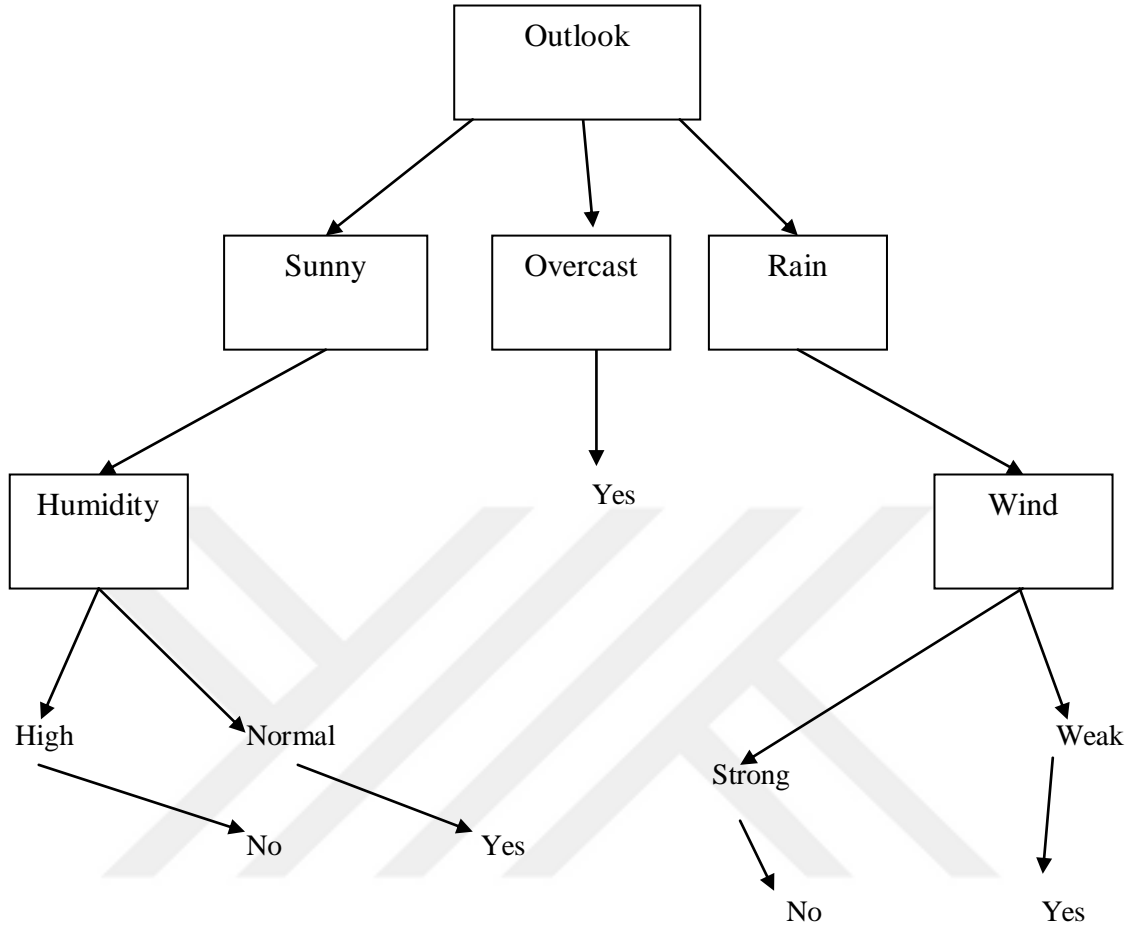 Outlook
Sunny
Overcast
Rain
Humidity
Yes
Wind
High
Normal
Strong
Weak
No
Yes
No
Yes